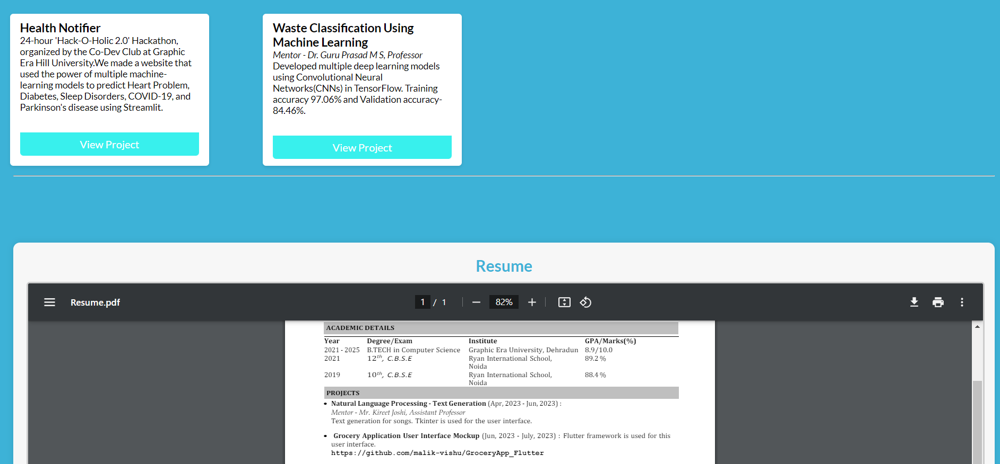 Health Notifier
24-hour 'Hack-O-Holic 2.0' Hackathon,
organized by the Co-Dev Club at Graphic
Era Hill University.We made a website that
used the power of multiple machine-
learning models to predict Heart Problem,
Diabetes, Sleep Disorders, COVID-19, and
Parkinson's disease using Streamlit.
View Project
Waste Classification Using
Machine Learning
Mentor - Dr. Guru Prasad M S, Professor
Developed multiple deep learning models
using Convolutional Neural
Networks(CNNs) in TensorFlow. Training
accuracy 97.06% and Validation accuracy-
84.46%.
View Project
Resume
Resume.pdf 1 / 1 82%
ACADEMIC DETAILS
Year Degree/Exam Institute GPA/Marks(%)
2021 - 2025 B.TECH in Computer Science Graphic Era University, Dehradun 8.9/10.0
2021 12th, C.B.S.E Ryan International School, 89.2 %
Noida
2019 10th, C.B.S.E Ryan International School, 88.4 %
Noida
PROJECTS
• Natural Language Processing - Text Generation (Apr, 2023 - Jun, 2023) :
Mentor - Mr. Kireet Joshi, Assistant Professor
Text generation for songs. Tkinter is used for the user interface.
• Grocery Application User Interface Mockup (Jun, 2023 - July, 2023) : Flutter framework is used for this
user interface.
https://github.com/malik-vishu/GroceryApp_Flutter